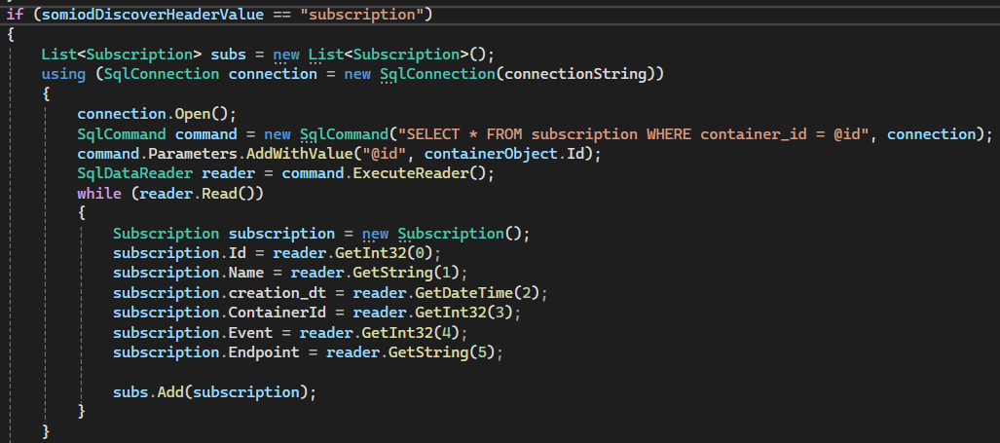 if (somiodDiscoverHeaderValue == "subscription")
{
List<Subscription> subs = new List<Subscription>();
using (SqlConnection connection = new SqlConnection(connectionString))
{
connection.Open();
SqlCommand command = new SqlCommand("SELECT * FROM subscription WHERE container_id = @id", connection);
command.Parameters.AddWithValue("@id", containerObject.Id);
SqlDataReader reader = command.ExecuteReader();
while (reader.Read())
{
Subscription subscription = new Subscription();
subscription.Id = reader.GetInt32(0);
subscription.Name = reader.GetString(1);
subscription.creation_dt = reader.GetDateTime(2);
subscription.ContainerId = reader.GetInt32(3);
subscription.Event = reader.GetInt32(4);
subscription.Endpoint = reader.GetString(5);
subs.Add(subscription);
}
}